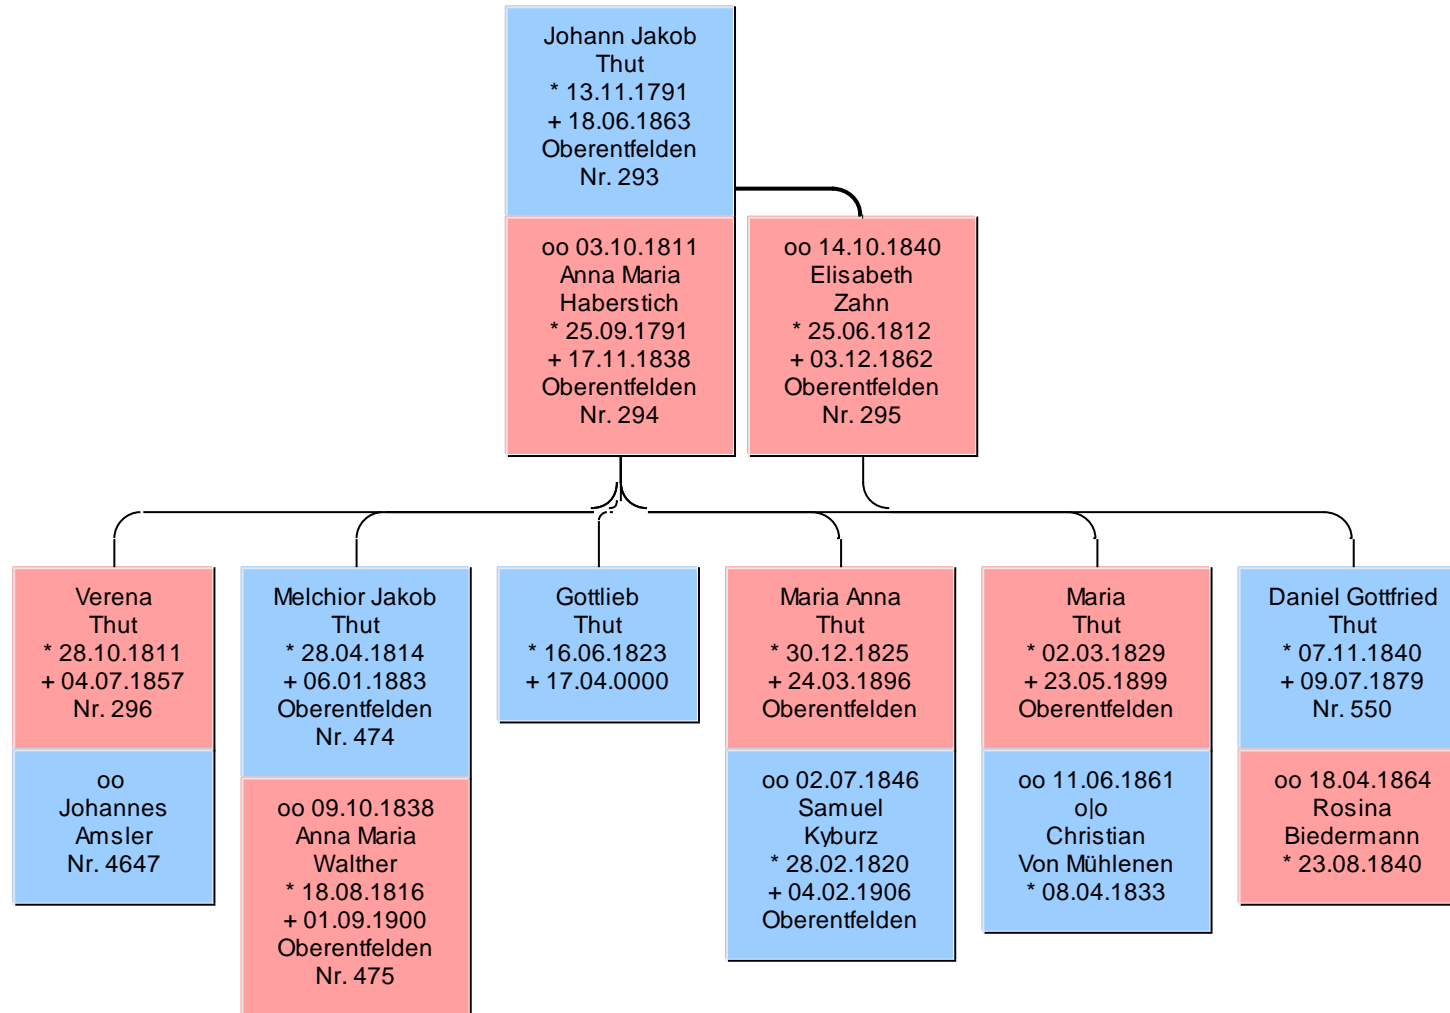 Johann Jakob
Thut
* 13.11.1791
+ 18.06.1863
Oberentfelden
Nr. 293
oo 03.10.1811
Anna Maria
Haberstich
* 25.09.1791
+ 17.11.1838
Oberentfelden
Nr. 294
oo 14.10.1840
Elisabeth
Zahn
* 25.06.1812
+ 03.12.1862
Oberentfelden
Nr. 295
Verena
Thut
* 28.10.1811
+ 04.07.1857
Nr. 296
oo
Johannes
Amsler
Nr. 4647
Melchior Jakob
Thut
* 28.04.1814
+ 06.01.1883
Oberentfelden
Nr. 474
oo 09.10.1838
Anna Maria
Walther
* 18.08.1816
+ 01.09.1900
Oberentfelden
Nr. 475
Gottlieb
Thut
* 16.06.1823
+ 17.04.0000
Maria Anna
Thut
* 30.12.1825
+ 24.03.1896
Oberentfelden
oo 02.07.1846
Samuel
Kyburz
* 28.02.1820
+ 04.02.1906
Oberentfelden
Maria
Thut
* 02.03.1829
+ 23.05.1899
Oberentfelden
oo 11.06.1861
o|o
Christian
Von Mühlenen
* 08.04.1833
Daniel Gottfried
Thut
* 07.11.1840
+ 09.07.1879
Nr. 550
oo 18.04.1864
Rosina
Biedermann
* 23.08.1840